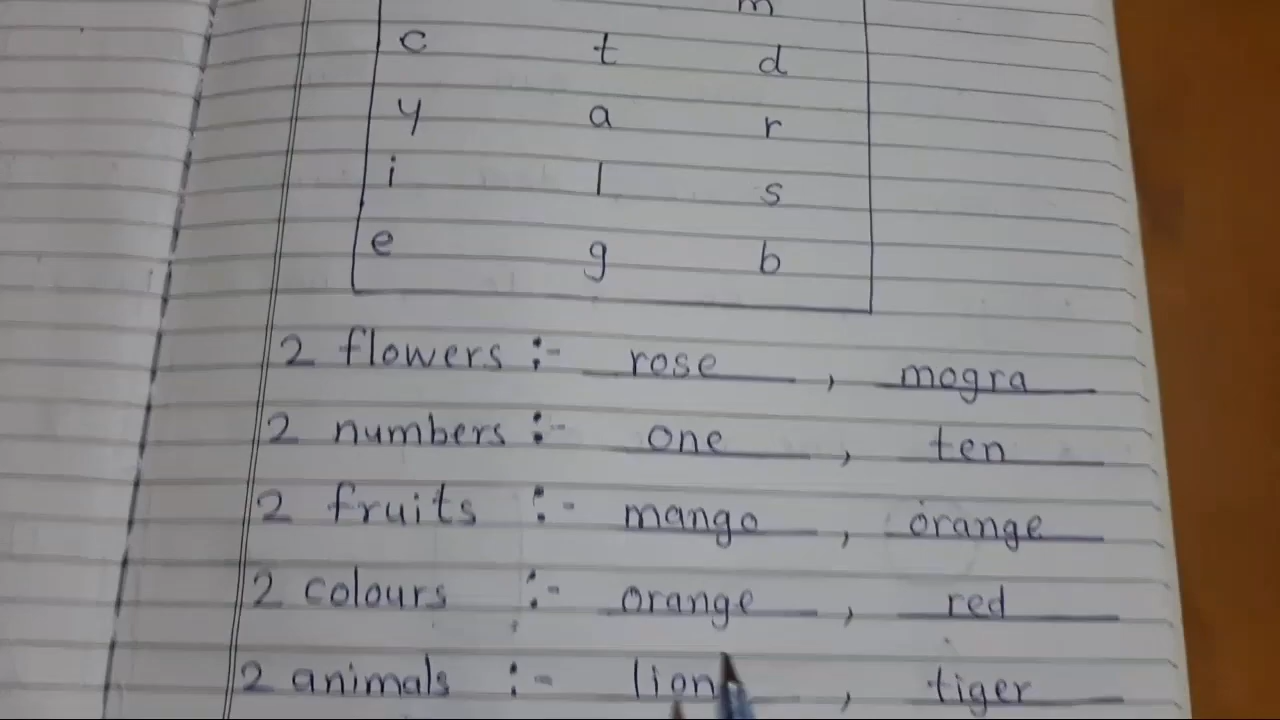 m
c t d
y a r
i l s
e g b
2 flowers :- rose , mogra
2 numbers :- one , ten
2 fruits :- mango , orange
2 colours :- orange , red
2 animals :- lion , tiger